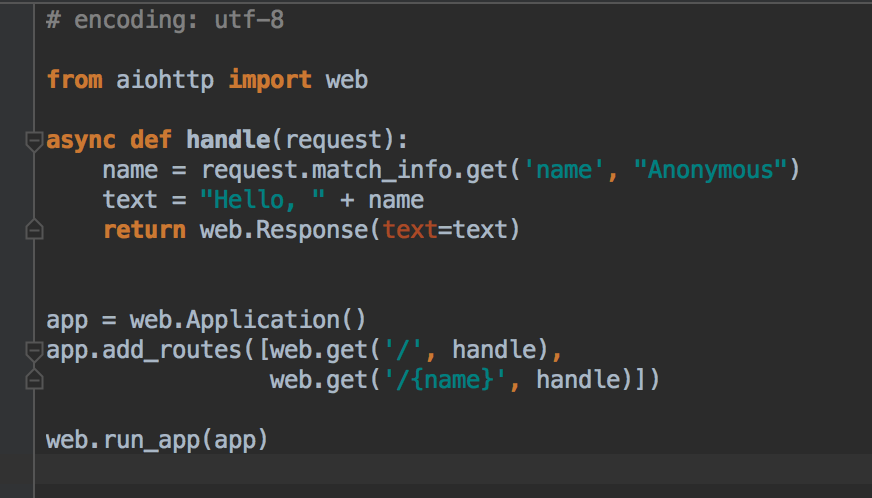 # encoding: utf-8
from aiohttp import web
async def handle(request):
    name = request.match_info.get('name', "Anonymous")
    text = "Hello, " + name
    return web.Response(text=text)
app = web.Application()
app.add_routes([web.get('/', handle),
                web.get('/{name}', handle)])
web.run_app(app)